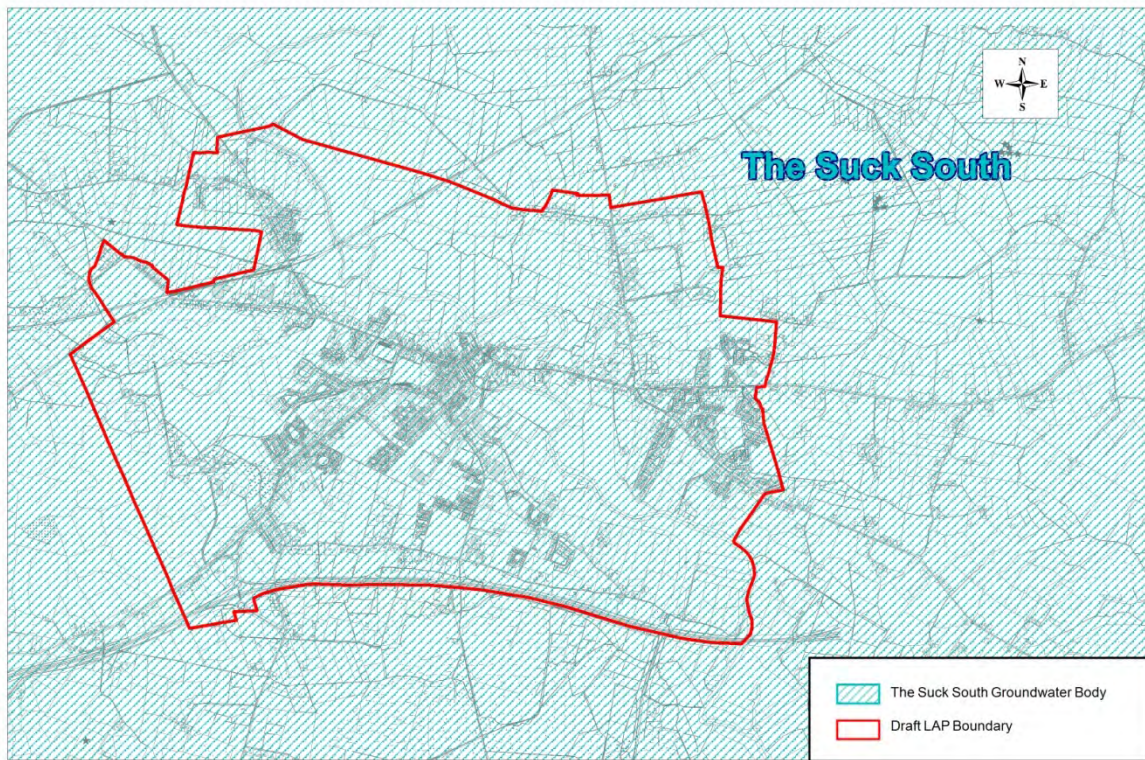 N
W E
S
The Suck South
The Suck South Groundwater Body
Draft LAP Boundary